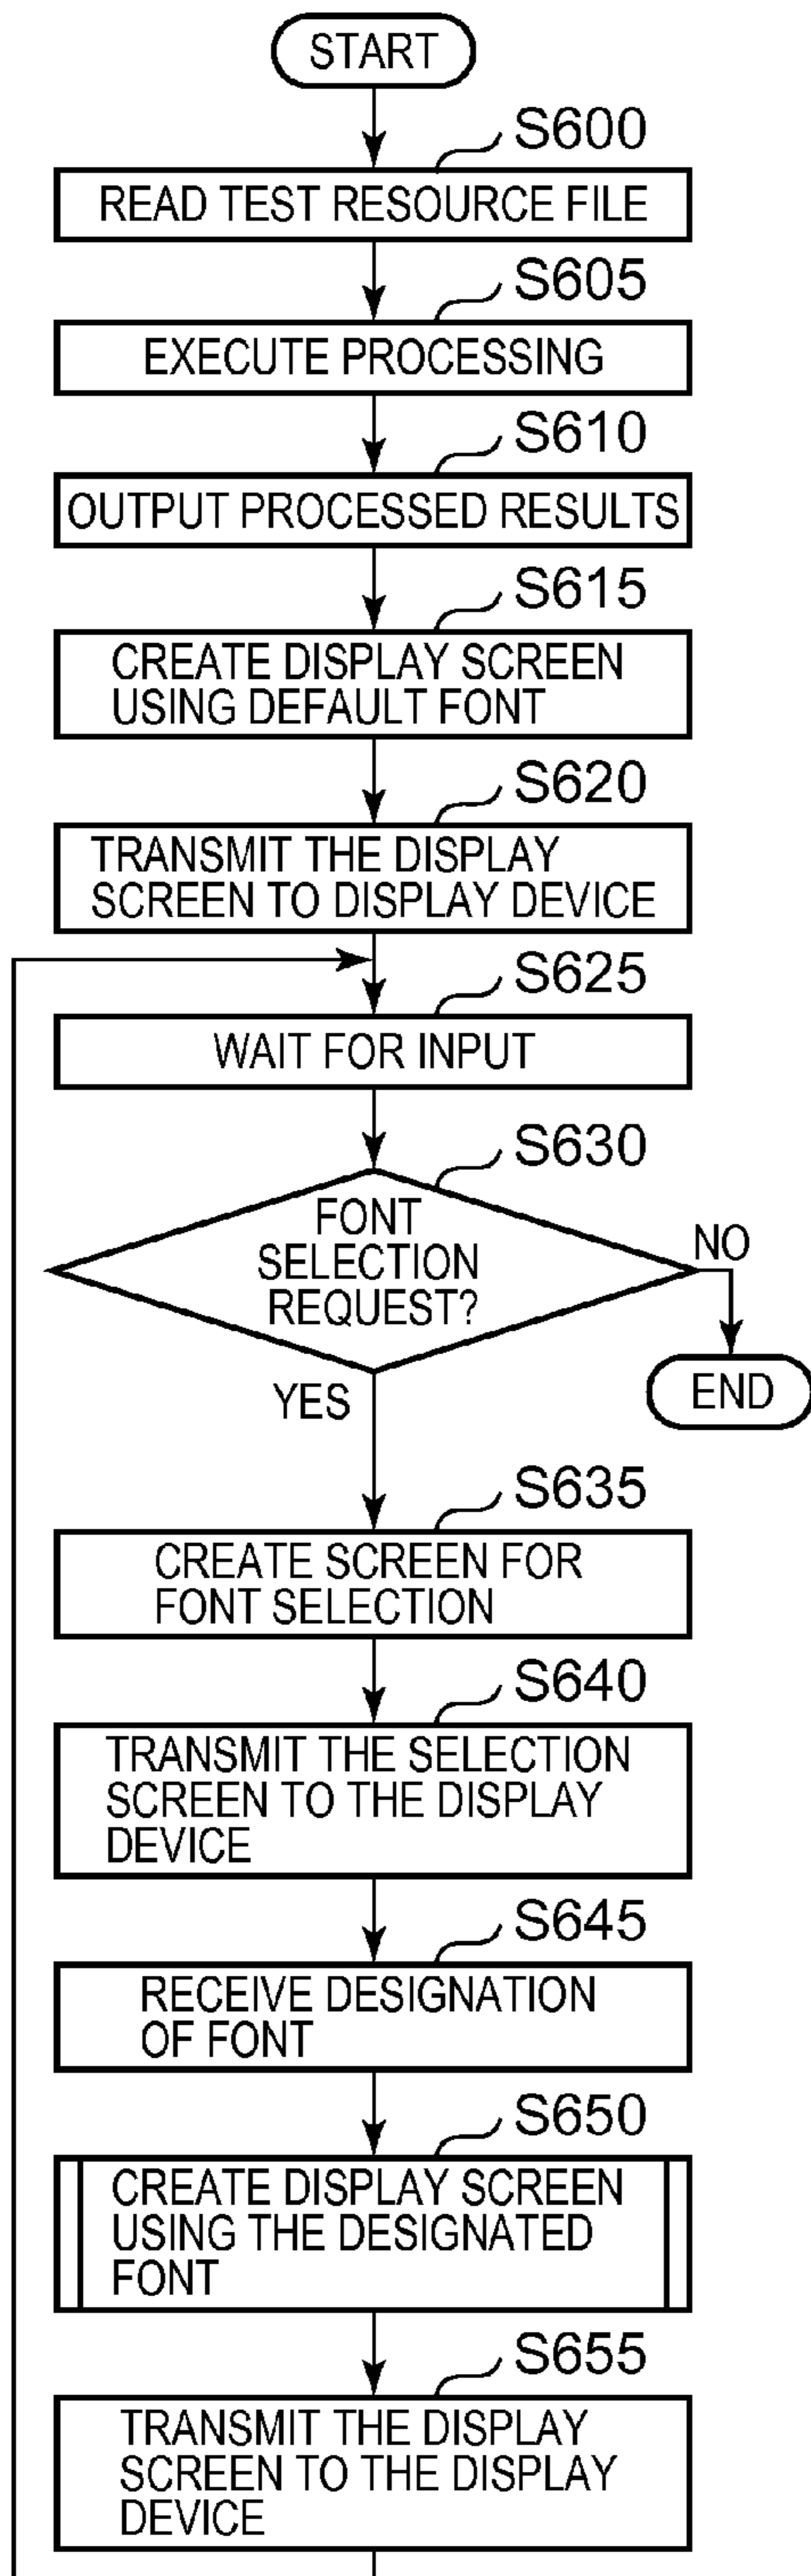 START
S600
READ TEST RESOURCE FILE
S605
EXECUTE PROCESSING
S610
OUTPUT PROCESSED RESULTS
S615
CREATE DISPLAY SCREEN
USING DEFAULT FONT
S620
TRANSMIT THE DISPLAY
SCREEN TO DISPLAY DEVICE
S625
WAIT FOR INPUT
S630
FONT
SELECTION
REQUEST?
NO
END
YES
S635
CREATE SCREEN FOR
FONT SELECTION
S640
TRANSMIT THE SELECTION
SCREEN TO THE DISPLAY
DEVICE
S645
RECEIVE DESIGNATION
OF FONT
S650
CREATE DISPLAY SCREEN
USING THE DESIGNATED
FONT
S655
TRANSMIT THE DISPLAY
SCREEN TO THE DISPLAY
DEVICE